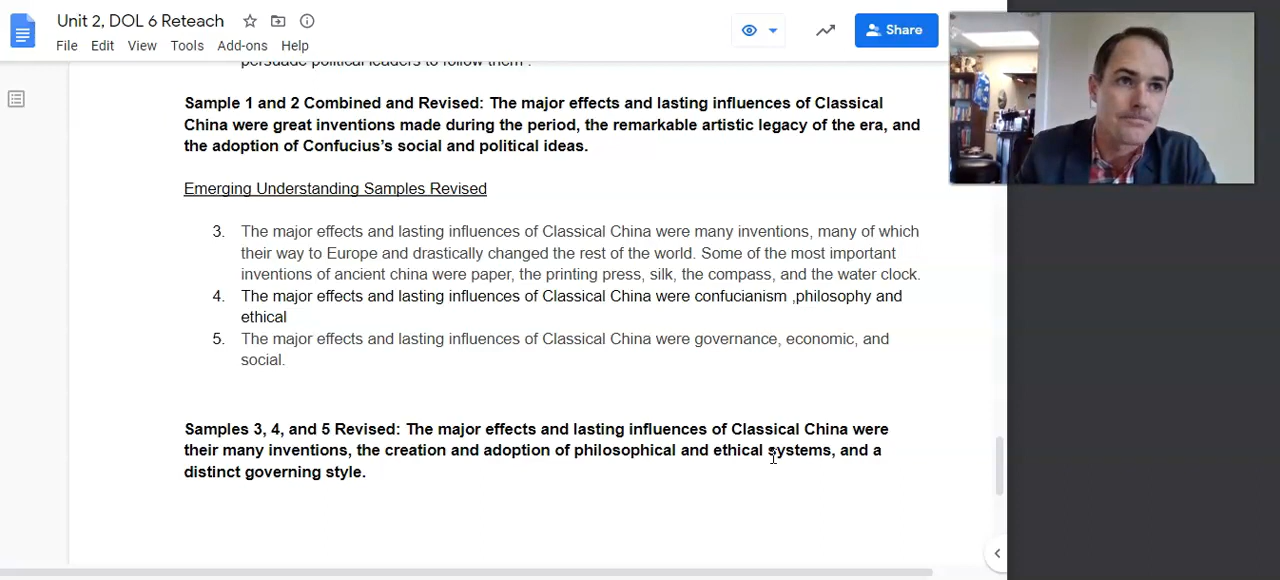 Unit 2, DOL 6 Reteach
File Edit View Tools Add-ons Help
Share
persuade political leaders to follow them .
Sample 1 and 2 Combined and Revised: The major effects and lasting influences of Classical
China were great inventions made during the period, the remarkable artistic legacy of the era, and
the adoption of Confucius's social and political ideas.
Emerging Understanding Samples Revised
3. The major effects and lasting influences of Classical China were many inventions, many of which
their way to Europe and drastically changed the rest of the world. Some of the most important
inventions of ancient china were paper, the printing press, silk, the compass, and the water clock.
4. The major effects and lasting influences of Classical China were confucianism ,philosophy and
ethical
5. The major effects and lasting influences of Classical China were governance, economic, and
social.
Samples 3, 4, and 5 Revised: The major effects and lasting influences of Classical China were
their many inventions, the creation and adoption of philosophical and ethical systems, and a
distinct governing style.